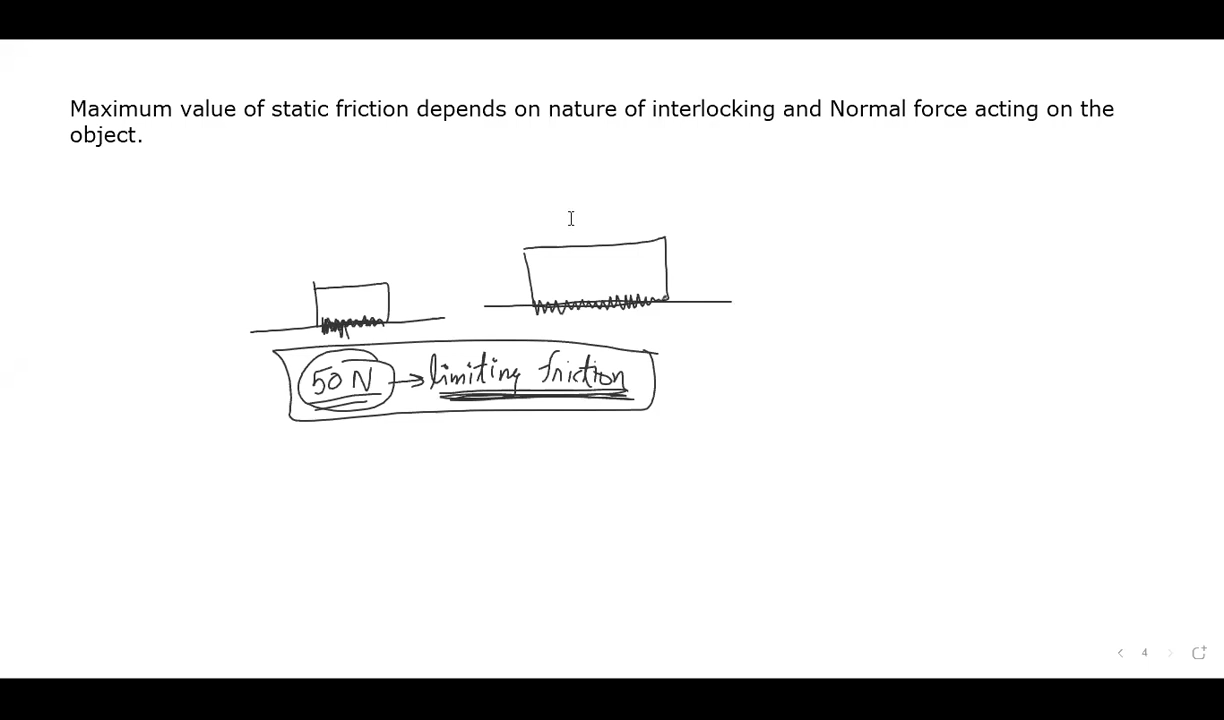 Maximum value of static friction depends on nature of interlocking and Normal force acting on the
object.
50 N → limiting friction
4